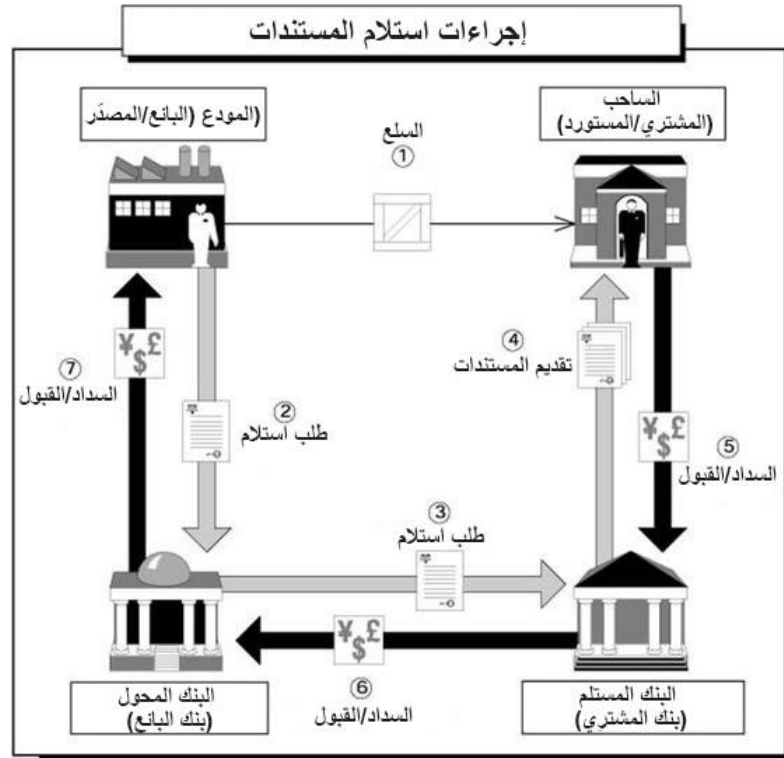 إجراءات استلام المستندات
الساحب
(المشتري/المستورد)
(المودع (البائع/المصدّر
السلع
①
④
تقديم المستندات
⑦
السداد/القبول
②
طلب استلام
⑤
السداد/القبول
③
طلب استلام
⑥
السداد/القبول
البنك المستلم
(بنك المشتري)
البنك المحول
(بنك البائع)
¥$£
¥$£
¥$£